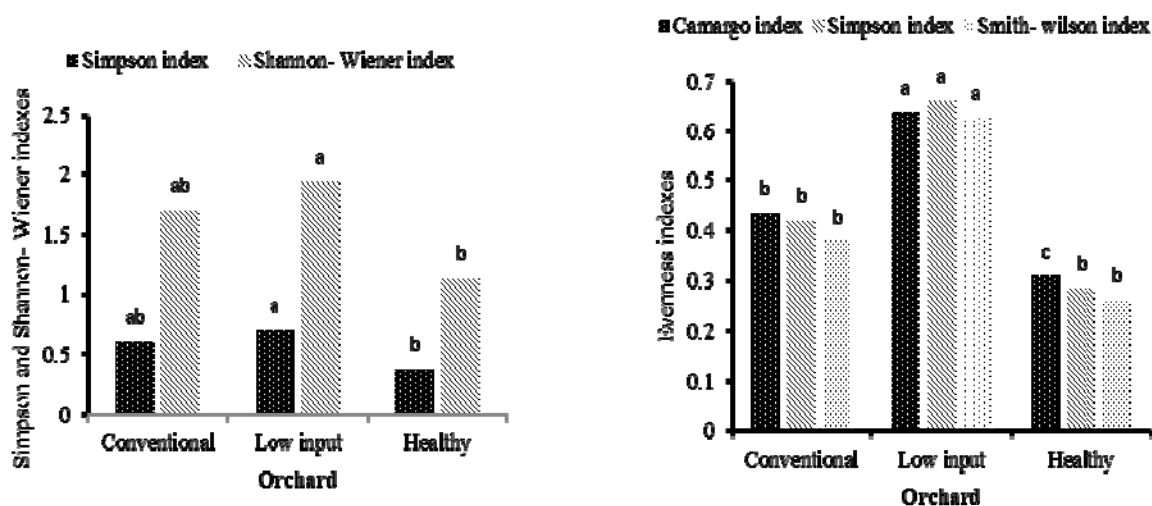 Simpson index Shannon- Wiener index
Simpson and Shannon- Wiener indexes
2.5
2
1.5
1
0.5
0
ab
ab
a
a
b
b
Conventional Low input Healthy
Orchard
Camargo index Simpson index Smith- wilson index
Evenness indexes
0.7
0.6
0.5
0.4
0.3
0.2
0.1
0
b b b
a a a
c b b
Conventional Low input Healthy
Orchard